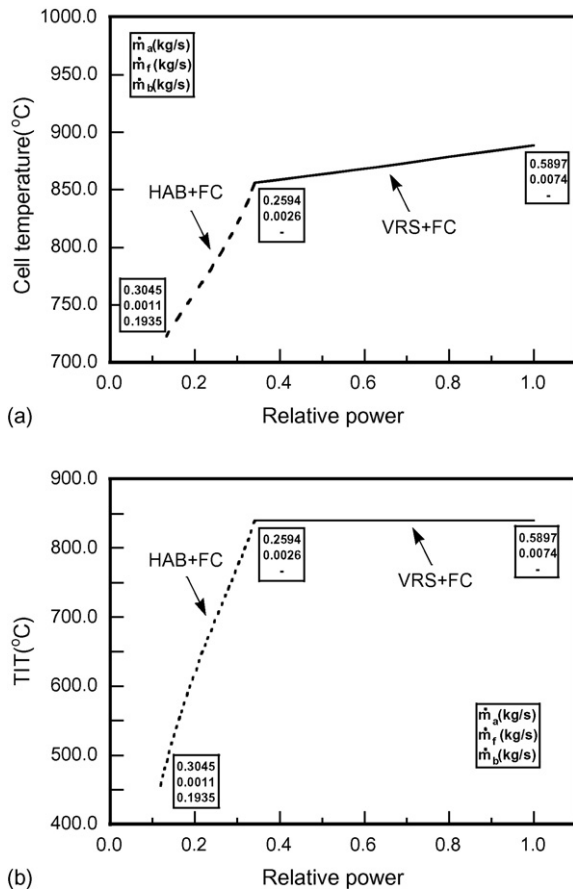 1000.0
950.0
900.0
850.0
800.0
750.0
700.0
Cell temperature(°C)
ṁa(kg/s)
ṁf(kg/s)
ṁb(kg/s)
HAB+FC
0.2594
0.0026
-
VRS+FC
0.5897
0.0074
-
0.3045
0.0011
0.1935
0.0 0.2 0.4 0.6 0.8 1.0
Relative power
(a)
900.0
800.0
700.0
600.0
500.0
400.0
TIT(°C)
HAB+FC
0.2594
0.0026
-
VRS+FC
0.5897
0.0074
-
ṁa(kg/s)
ṁf(kg/s)
ṁb(kg/s)
0.3045
0.0011
0.1935
0.0 0.2 0.4 0.6 0.8 1.0
Relative power
(b)